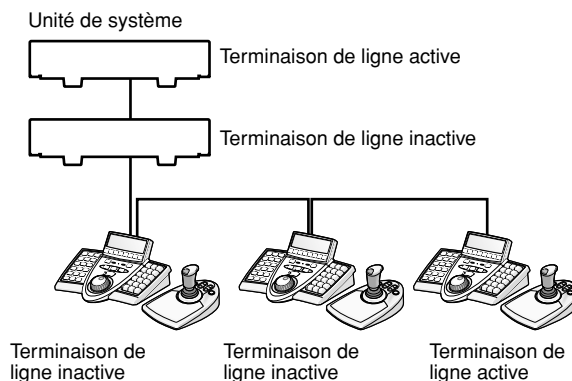 Unité de système
Terminaison de ligne active
Terminaison de ligne inactive
Terminaison de
ligne inactive
Terminaison de
ligne inactive
Terminaison de
ligne active